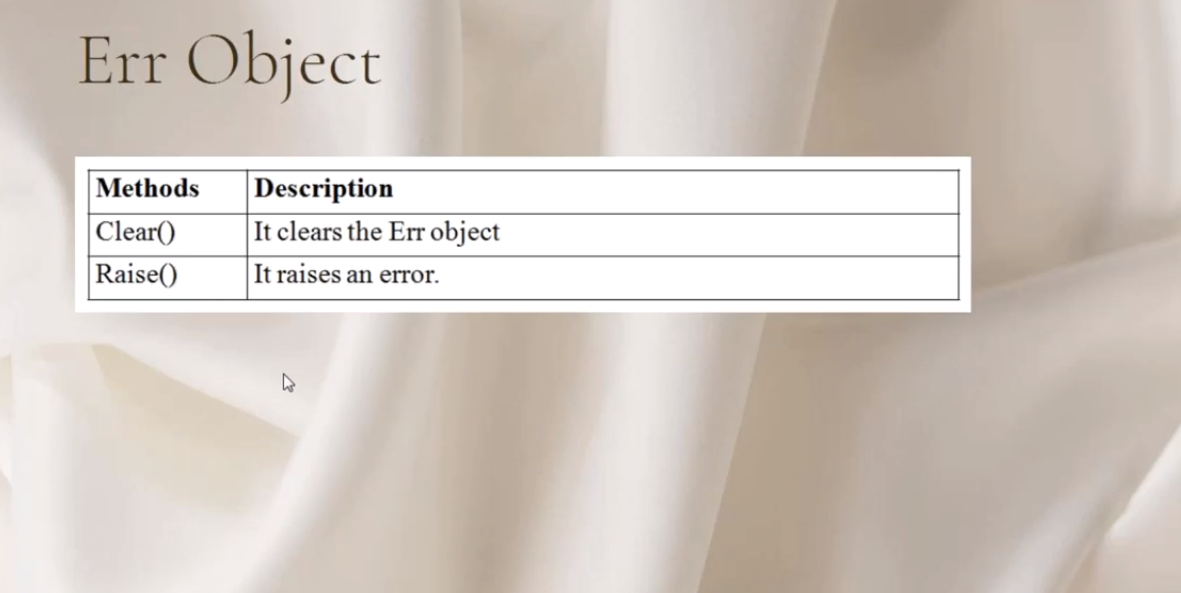 Err Object
Methods Description
Clear() It clears the Err object
Raise() It raises an error.